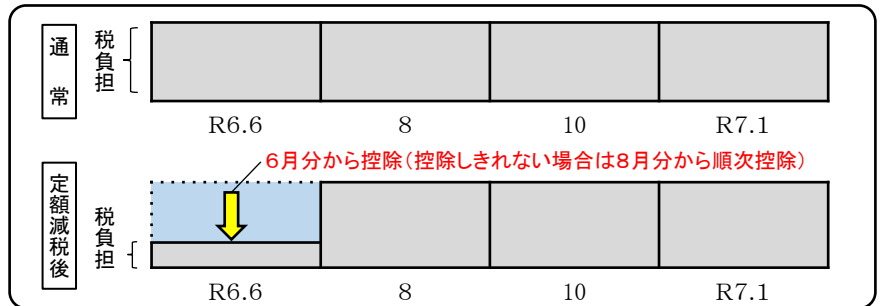 通常
税負担
R6.6 8 10 R7.1
6月分から控除（控除しきれない場合は8月分から順次控除）
定額減税後
税負担
R6.6 8 10 R7.1